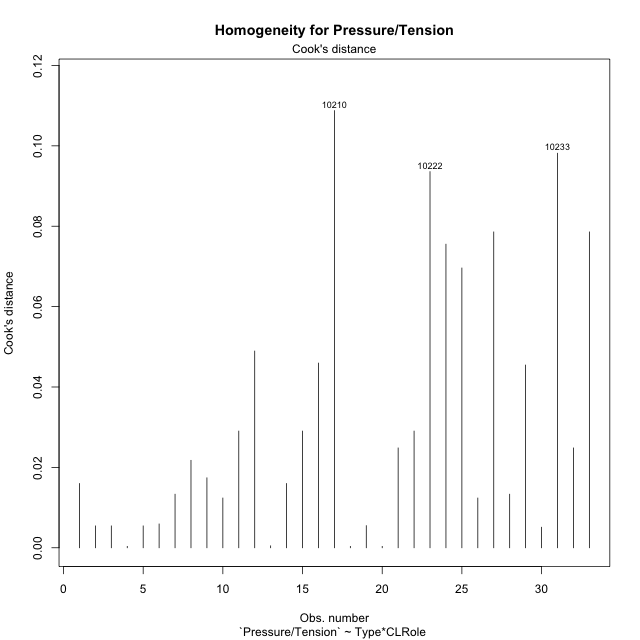 Homogeneity for Pressure/Tension
Cook's distance
0.12
0.10
0.08
0.06
0.04
0.02
0.00
Cook's distance
10210
10222
10233
0 5 10 15 20 25 30
Obs. number
`Pressure/Tension` ~ Type*CLRole